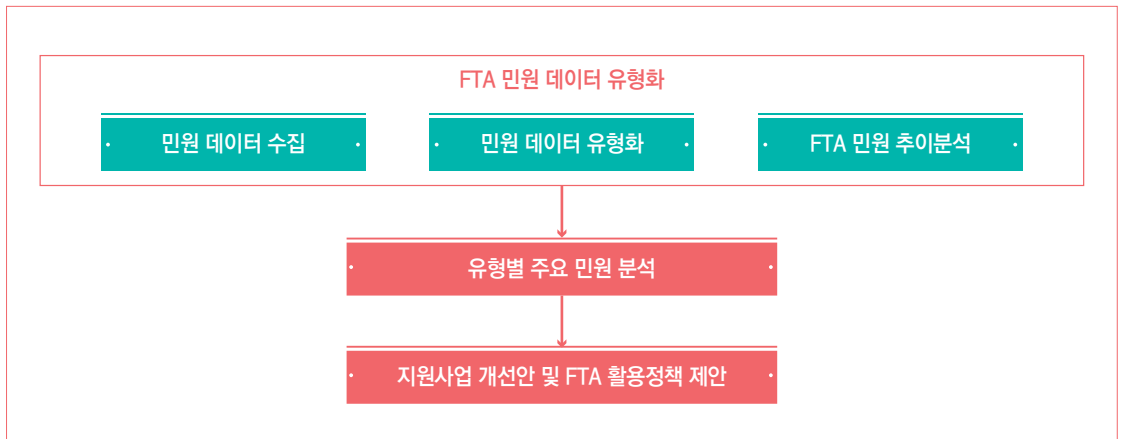 FTA 민원 데이터 유형화
민원 데이터 수집
민원 데이터 유형화
FTA 민원 추이분석
유형별 주요 민원 분석
지원사업 개선안 및 FTA 활용정책 제안